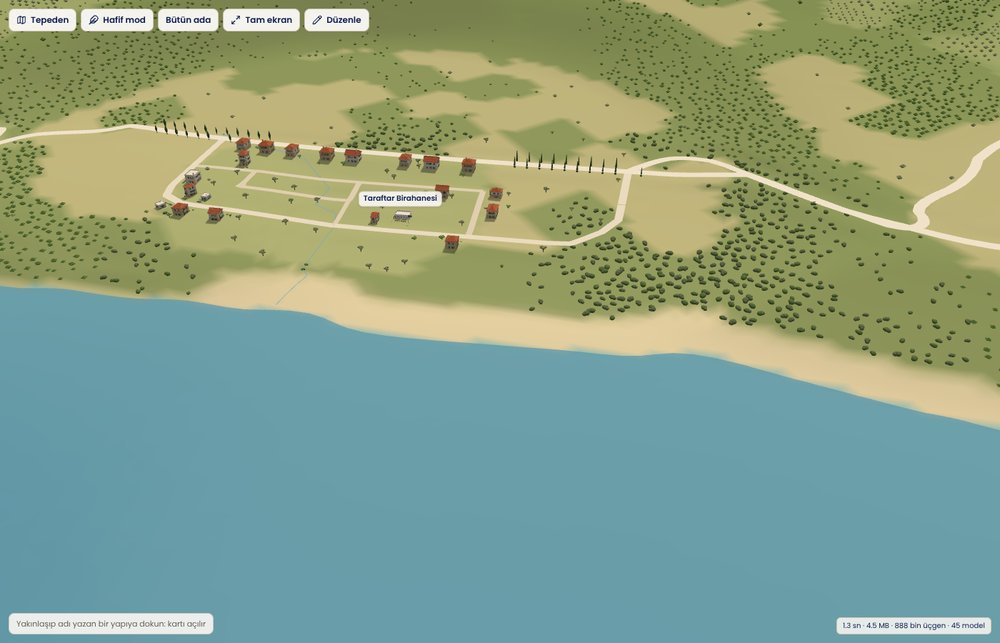 Tepeden
Hafif mod
Bütün ada
Tam ekran
Düzenle
Taraftar Birahanesi
Yakınlaşıp adı yazan bir yapıya dokun: kartı açılır
1.3 sn · 4.5 MB · 888 bin üçgen · 45 model